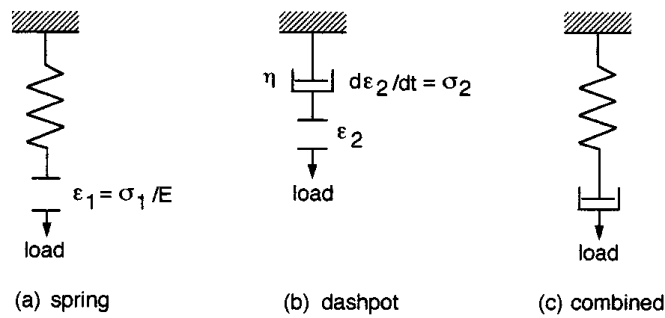 η dε₂/dt = σ₂
ε₂
load
ε₁ = σ₁/E
load
load
(a) spring
(b) dashpot
(c) combined